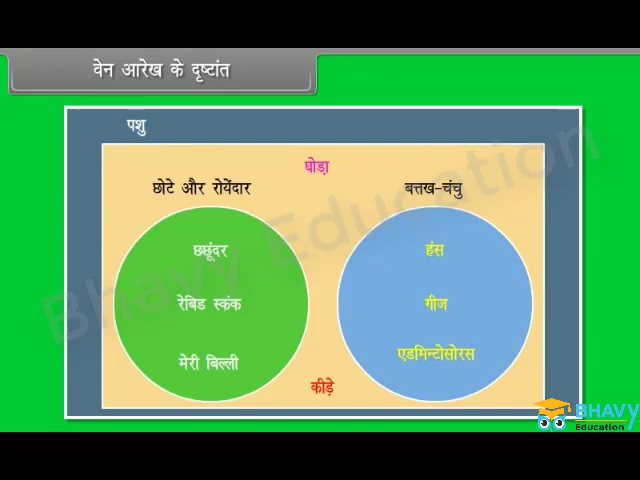 वेन आरेख के दृष्टांत
पशु
घोड़ा
छोटे और रोयेंदार
बत्तख-चंचु
छछूंदर
हंस
रेबिड स्कंक
गीज
मेरी बिल्ली
एडमिन्टोसोरस
कीड़े
Bhavy Education
BHAVY
Education